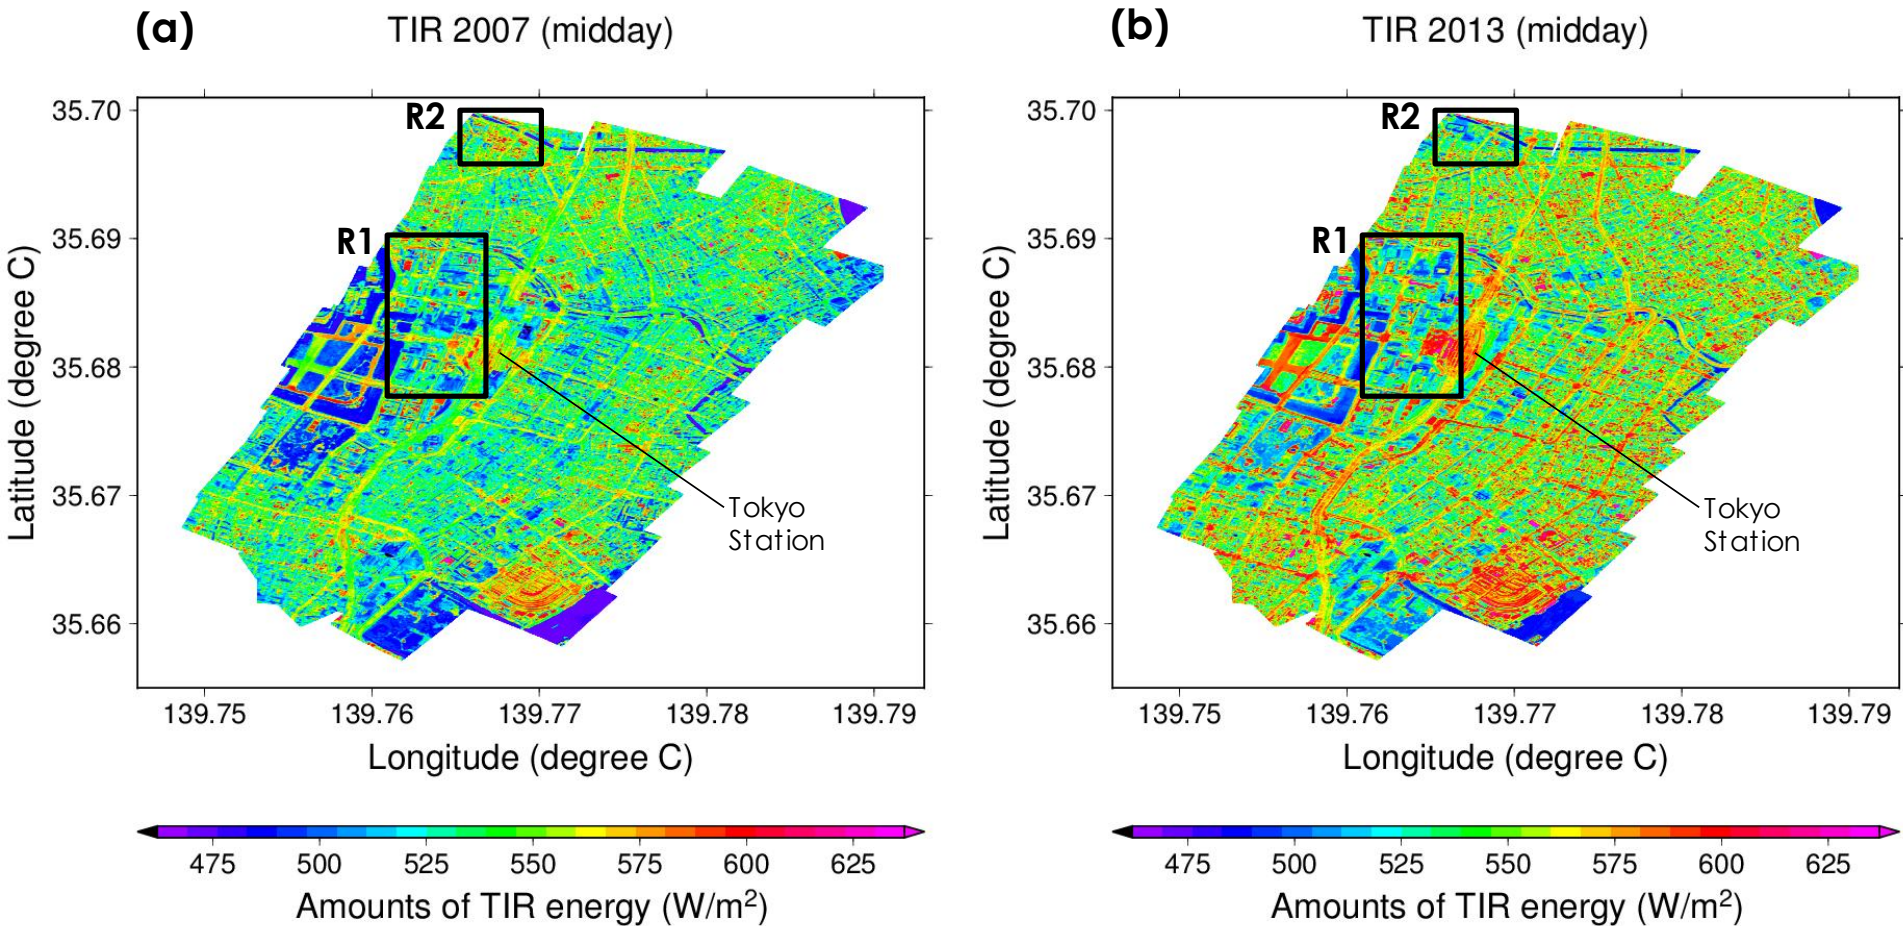 (a) TIR 2007 (midday)
35.70
35.69
35.68
35.67
35.66
Latitude (degree C)
R2
R1
Tokyo
Station
139.75 139.76 139.77 139.78 139.79
Longitude (degree C)
475 500 525 550 575 600 625
Amounts of TIR energy (W/m²)
(b) TIR 2013 (midday)
35.70
35.69
35.68
35.67
35.66
Latitude (degree C)
R2
R1
Tokyo
Station
139.75 139.76 139.77 139.78 139.79
Longitude (degree C)
475 500 525 550 575 600 625
Amounts of TIR energy (W/m²)